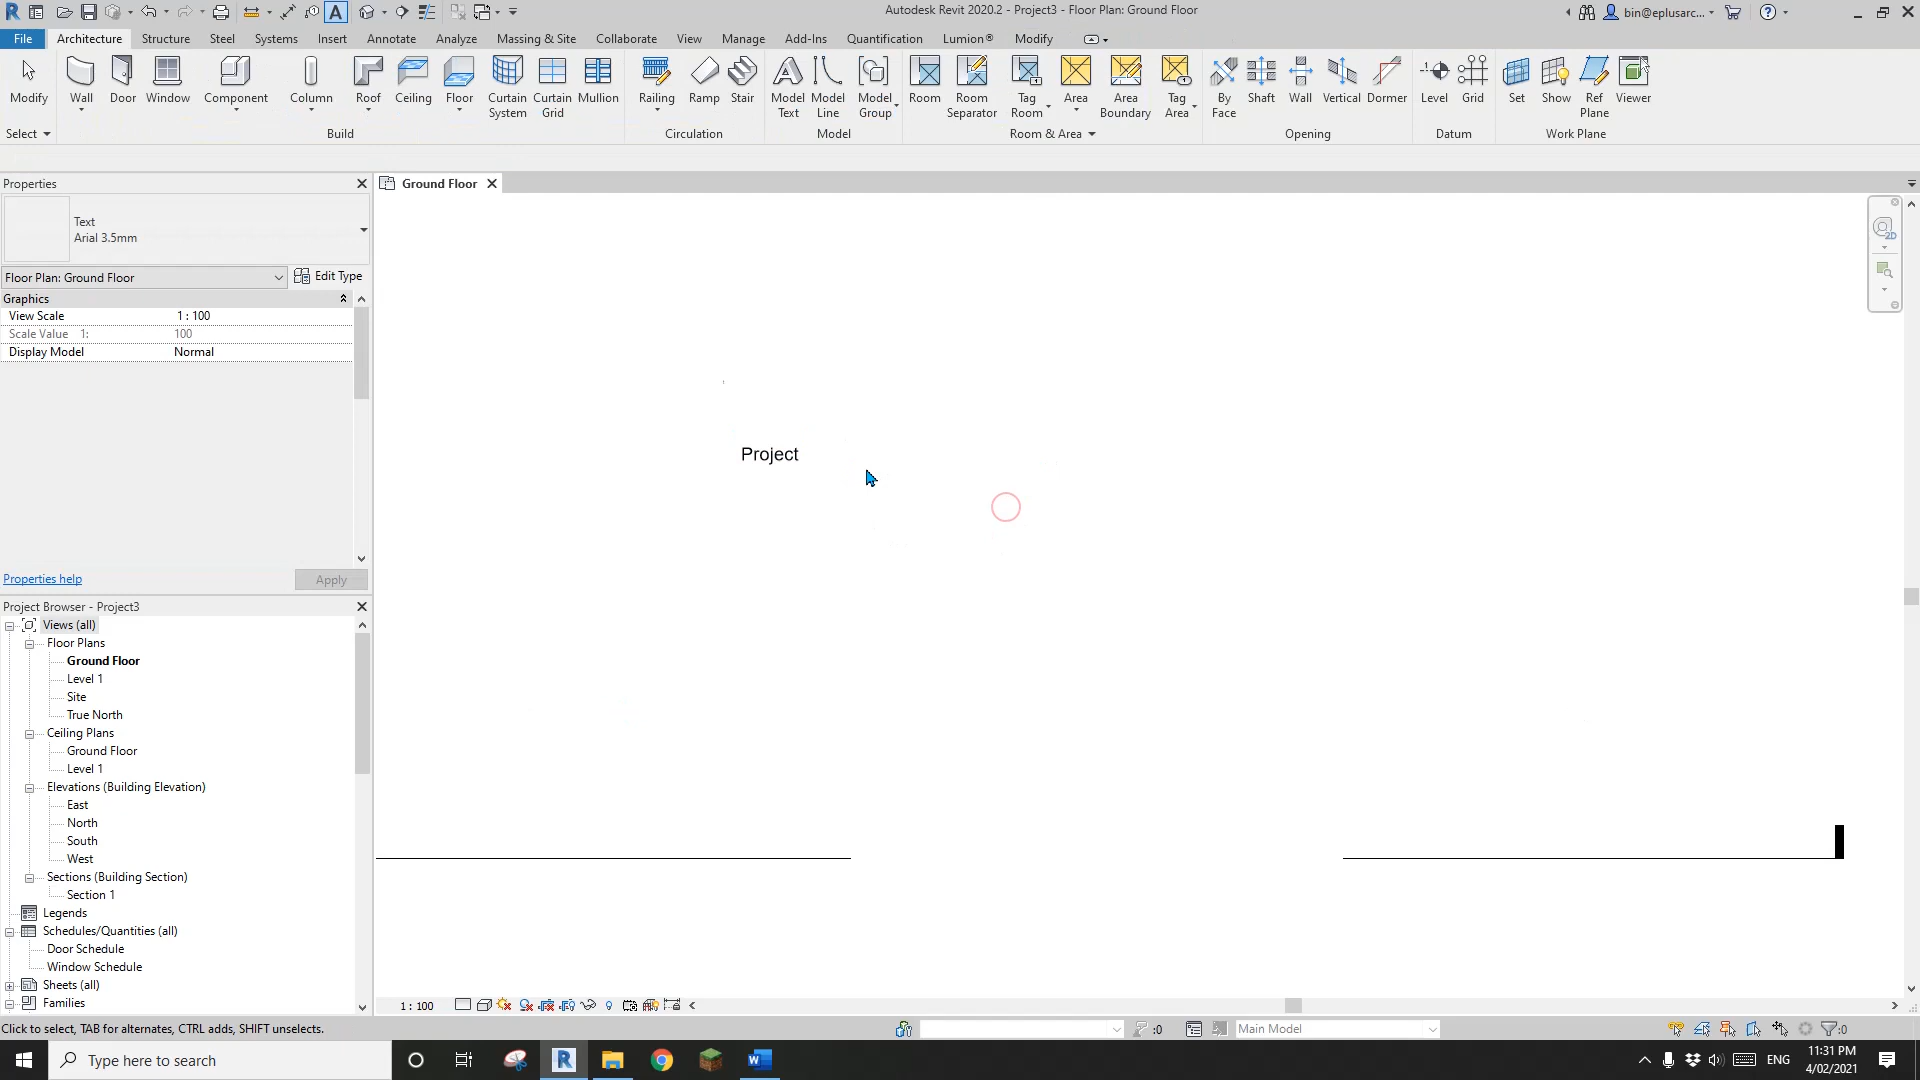 Autodesk Revit 2020.2 - Project3 - Floor Plan: Ground Floor
bin@eplusarc...
File Architecture Structure Steel Systems Insert Annotate Analyze Massing & Site Collaborate View Manage Add-Ins Quantification Lumion® Modify
Modify Wall Door Window Component Column Roof Ceiling Floor Curtain System Curtain Grid Mullion Railing Ramp Stair Model Text Model Line Model Group Room Room Separator Tag Room Area Area Boundary Tag Area By Face Shaft Wall Vertical Dormer Level Grid Set Show Ref Plane Viewer
Select Build Circulation Model Room & Area Opening Datum Work Plane
Properties
Ground Floor
Text
Arial 3.5mm
Floor Plan: Ground Floor Edit Type
Graphics
View Scale 1 : 100
Scale Value 1: 100
Display Model Normal
Project
Properties help Apply
Project Browser - Project3
Views (all)
Floor Plans
Ground Floor
Level 1
Site
True North
Ceiling Plans
Ground Floor
Level 1
Elevations (Building Elevation)
East
North
South
West
Sections (Building Section)
Section 1
Legends
Schedules/Quantities (all)
Door Schedule
Window Schedule
Sheets (all)
Families
1 : 100
Click to select, TAB for alternates, CTRL adds, SHIFT unselects.
:0
Main Model
:0
Type here to search
ENG
11:31 PM
4/02/2021